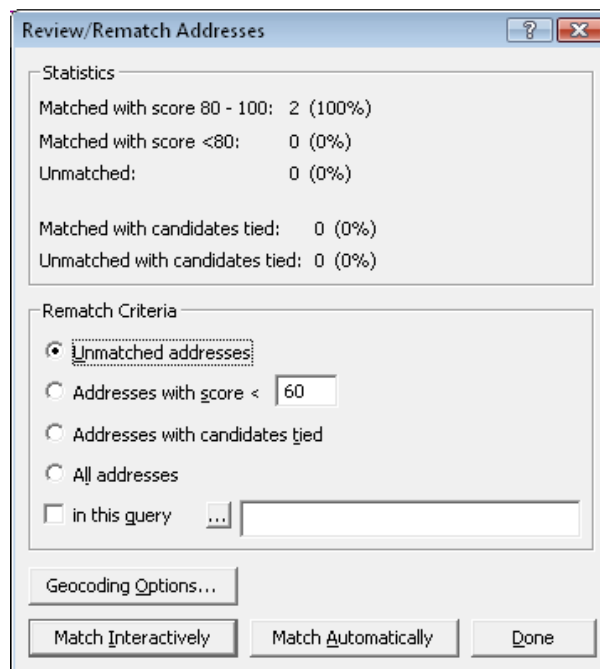 Review/Rematch Addresses
Statistics
Matched with score 80 - 100: 2 (100%)
Matched with score <80: 0 (0%)
Unmatched: 0 (0%)
Matched with candidates tied: 0 (0%)
Unmatched with candidates tied: 0 (0%)
Rematch Criteria
Unmatched addresses
Addresses with score < 60
Addresses with candidates tied
All addresses
in this query ...
Geocoding Options...
Match Interactively Match Automatically Done